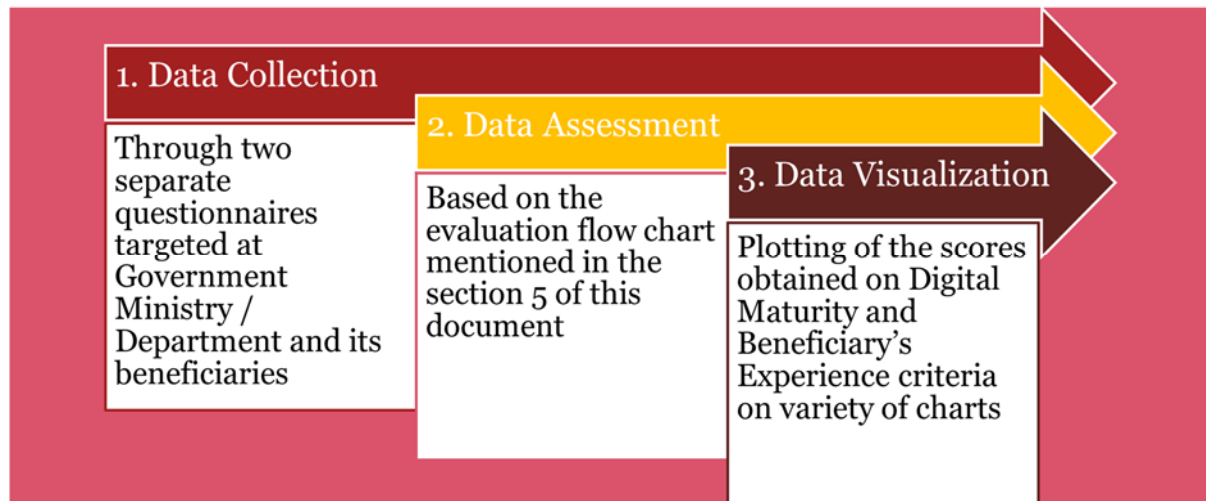 1. Data Collection
Through two
separate
questionnaires
targeted at
Government
Ministry /
Department and its
beneficiaries
2. Data Assessment
Based on the
evaluation flow chart
mentioned in the
section 5 of this
document
3. Data Visualization
Plotting of the scores
obtained on Digital
Maturity and
Beneficiary’s
Experience criteria
on variety of charts